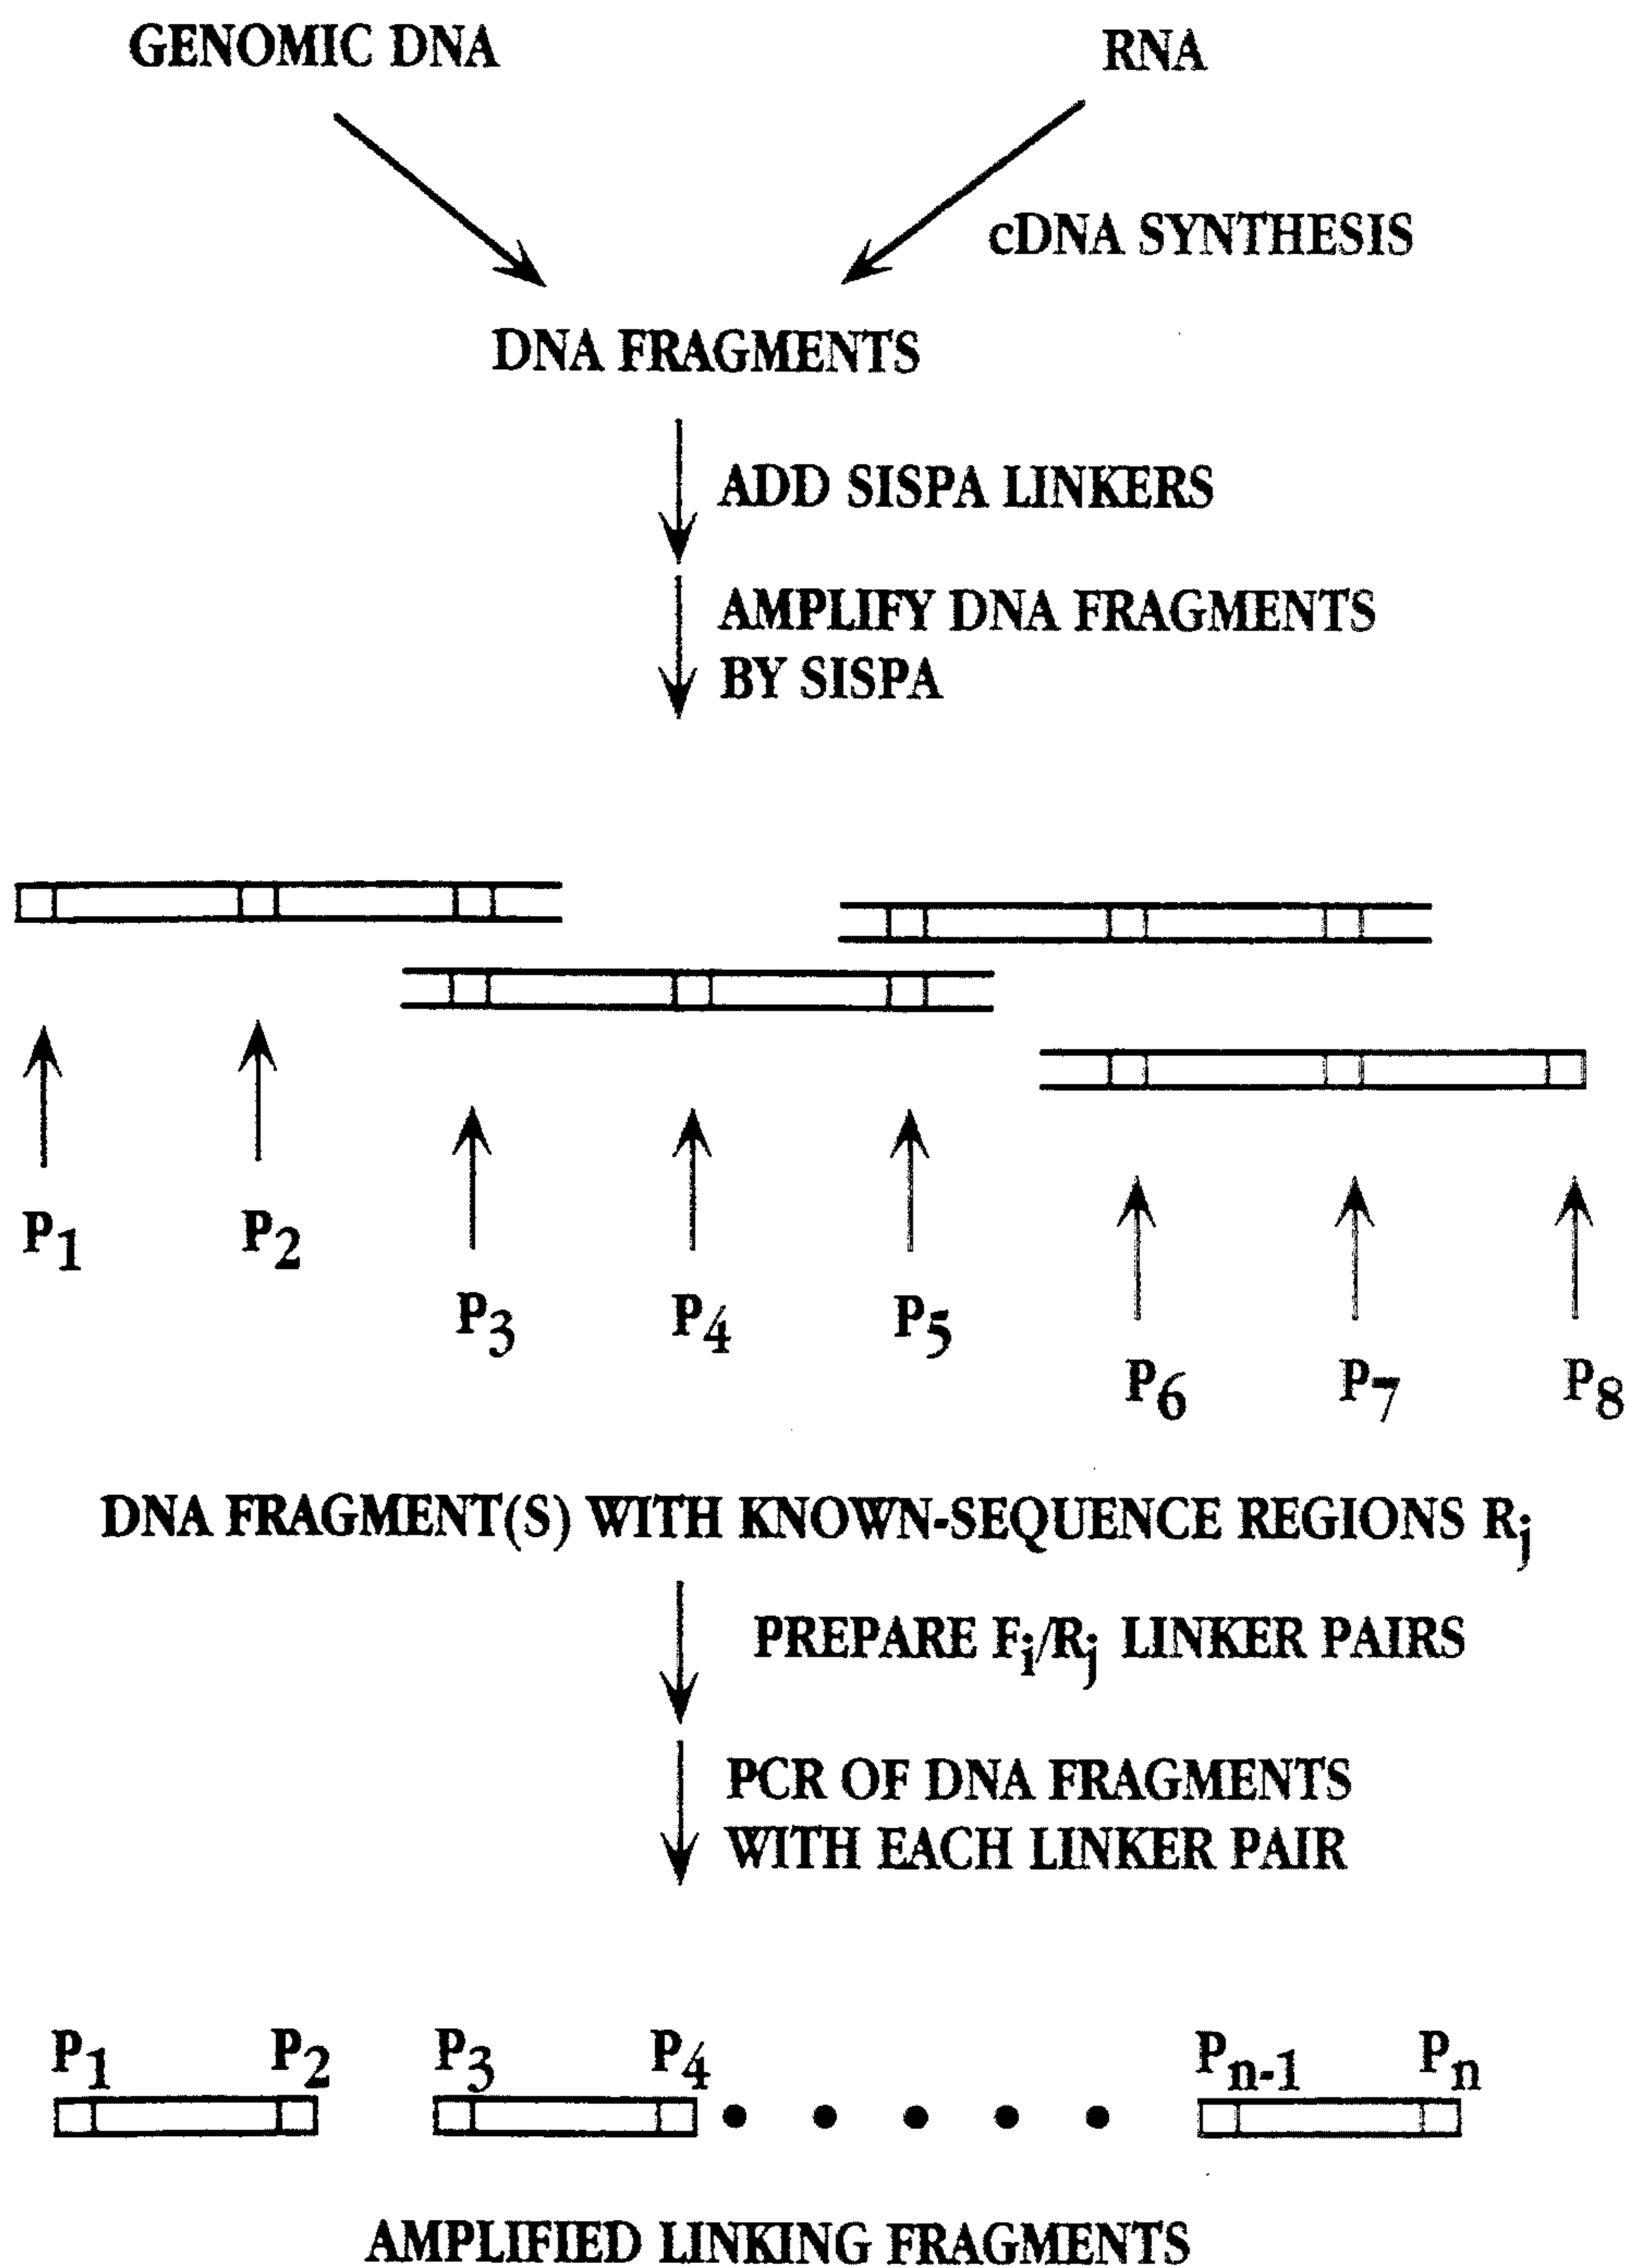 GENOMIC DNA RNA
cDNA SYNTHESIS
DNA FRAGMENTS
ADD SISPA LINKERS
AMPLIFY DNA FRAGMENTS
BY SISPA
P1 P2
P3 P4 P5
P6 P7 P8
DNA FRAGMENT(S) WITH KNOWN-SEQUENCE REGIONS Rj
PREPARE Fi/Rj LINKER PAIRS
PCR OF DNA FRAGMENTS
WITH EACH LINKER PAIR
P1 P2 P3 P4 Pn-1 Pn
AMPLIFIED LINKING FRAGMENTS